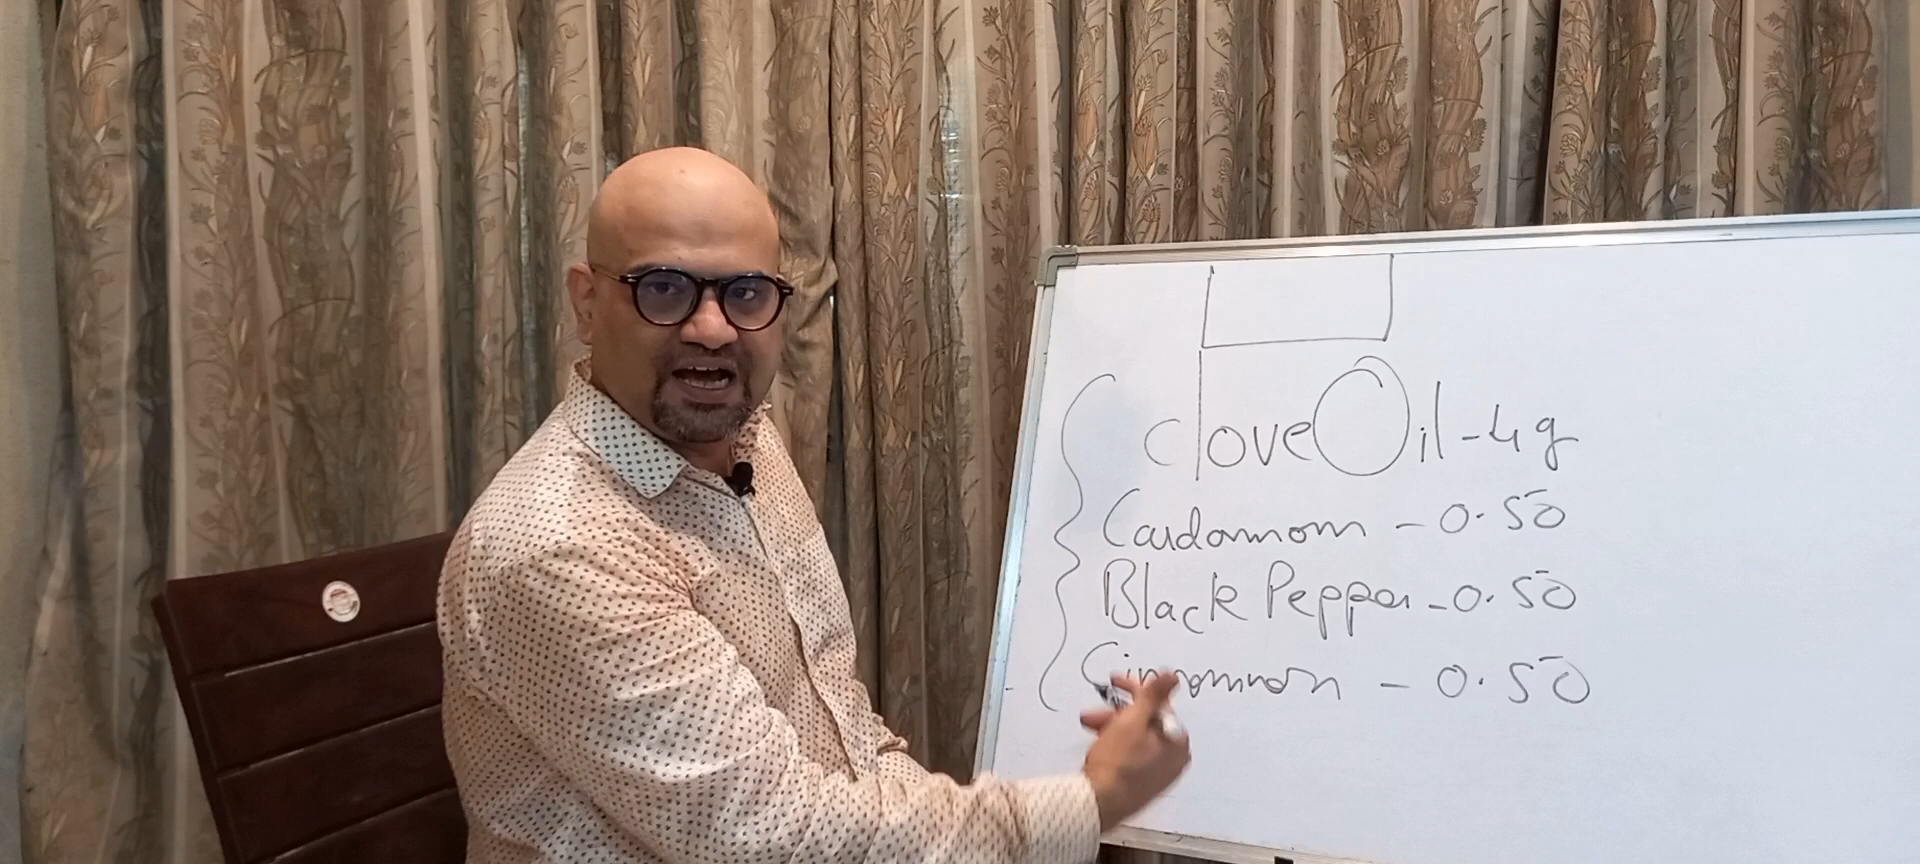 Clove Oil - 4g
Cardamom - 0.50
Black Pepper - 0.50
Cinnamon - 0.50